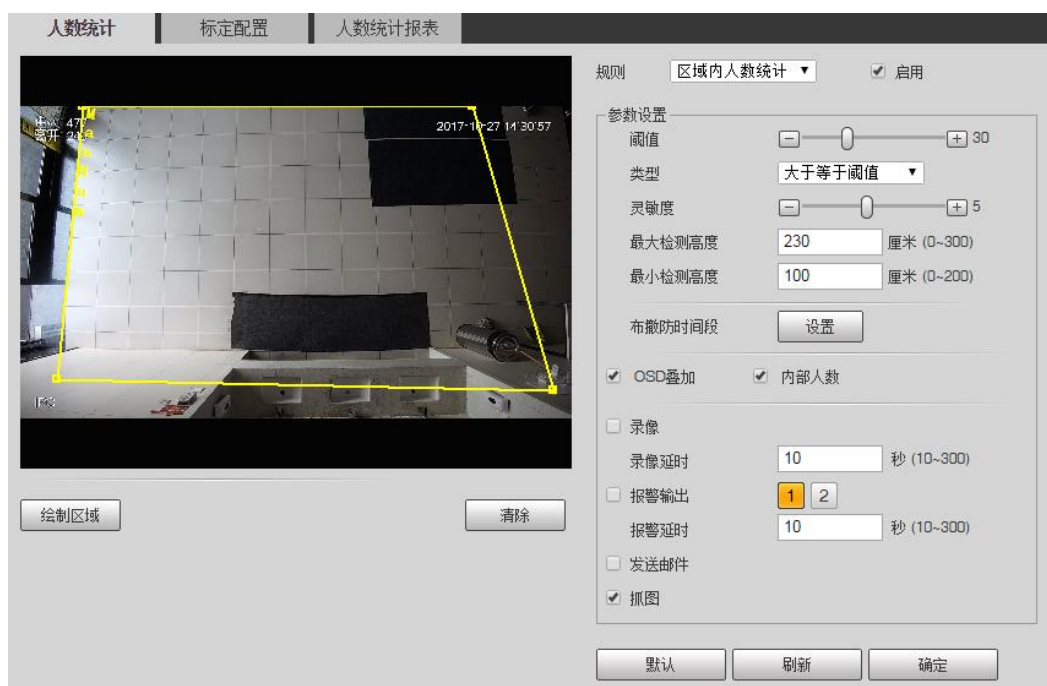 人数统计 标定配置 人数统计报表
规则 区域内人数统计 启用
参数设置
阈值 30
类型 大于等于阈值
灵敏度 5
最大检测高度 230 厘米 (0~300)
最小检测高度 100 厘米 (0~200)
布撤防时间段 设置
OSD叠加 内部人数
录像
录像延时 10 秒 (10~300)
报警输出 1 2
报警延时 10 秒 (10~300)
发送邮件
抓图
默认 刷新 确定
离开
2017-10-27 14:30:57
IPC
绘制区域 清除